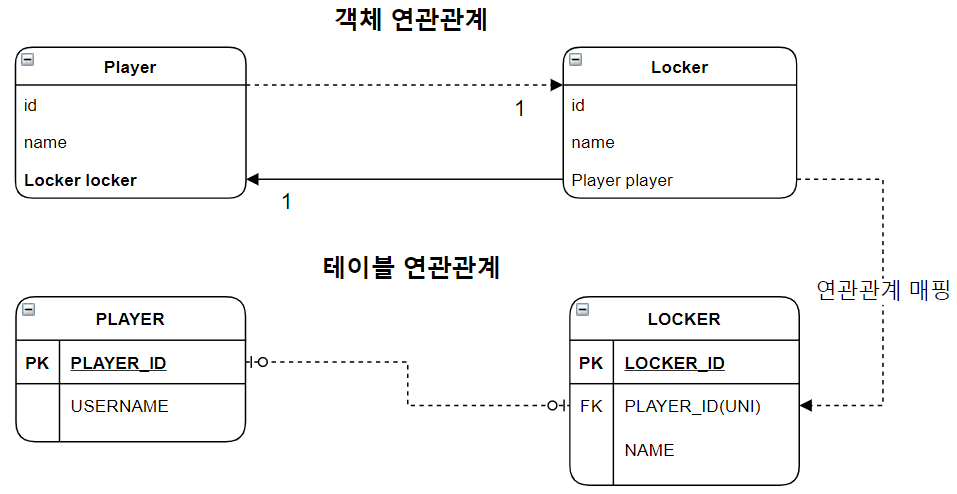 객체 연관관계
Player
Locker
id
id
1
name
name
Locker locker
Player player
1
테이블 연관관계
연관관계 매핑
PLAYER
LOCKER
PK PLAYER_ID
PK LOCKER_ID
USERNAME
FK PLAYER_ID(UNI)
NAME